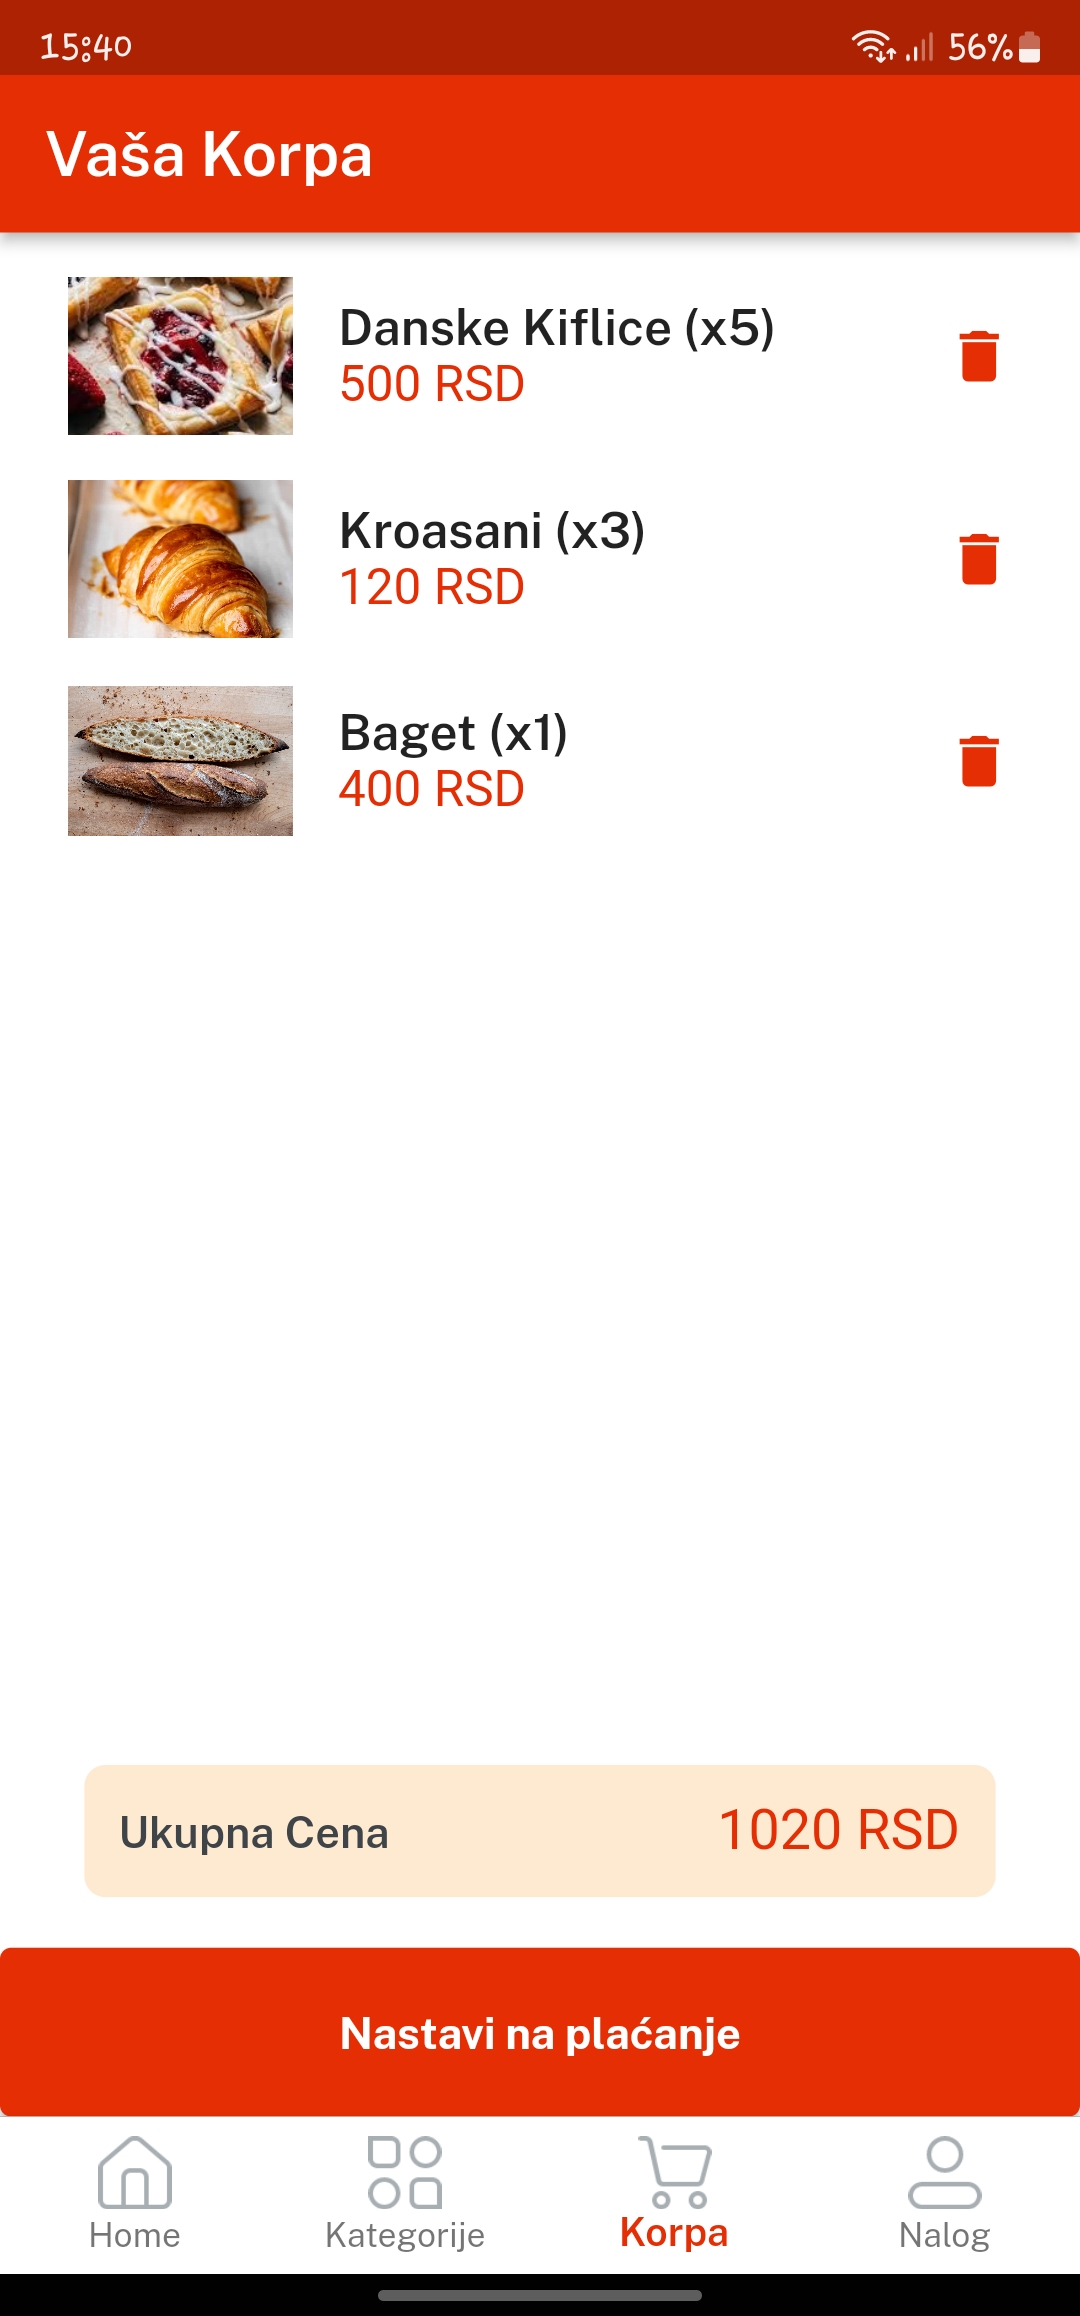 15:40
56%
Vaša Korpa
Danske Kiflice (x5)
500 RSD
Kroasani (x3)
120 RSD
Baget (x1)
400 RSD
Ukupna Cena
1020 RSD
Nastavi na plaćanje
Home
Kategorije
Korpa
Nalog